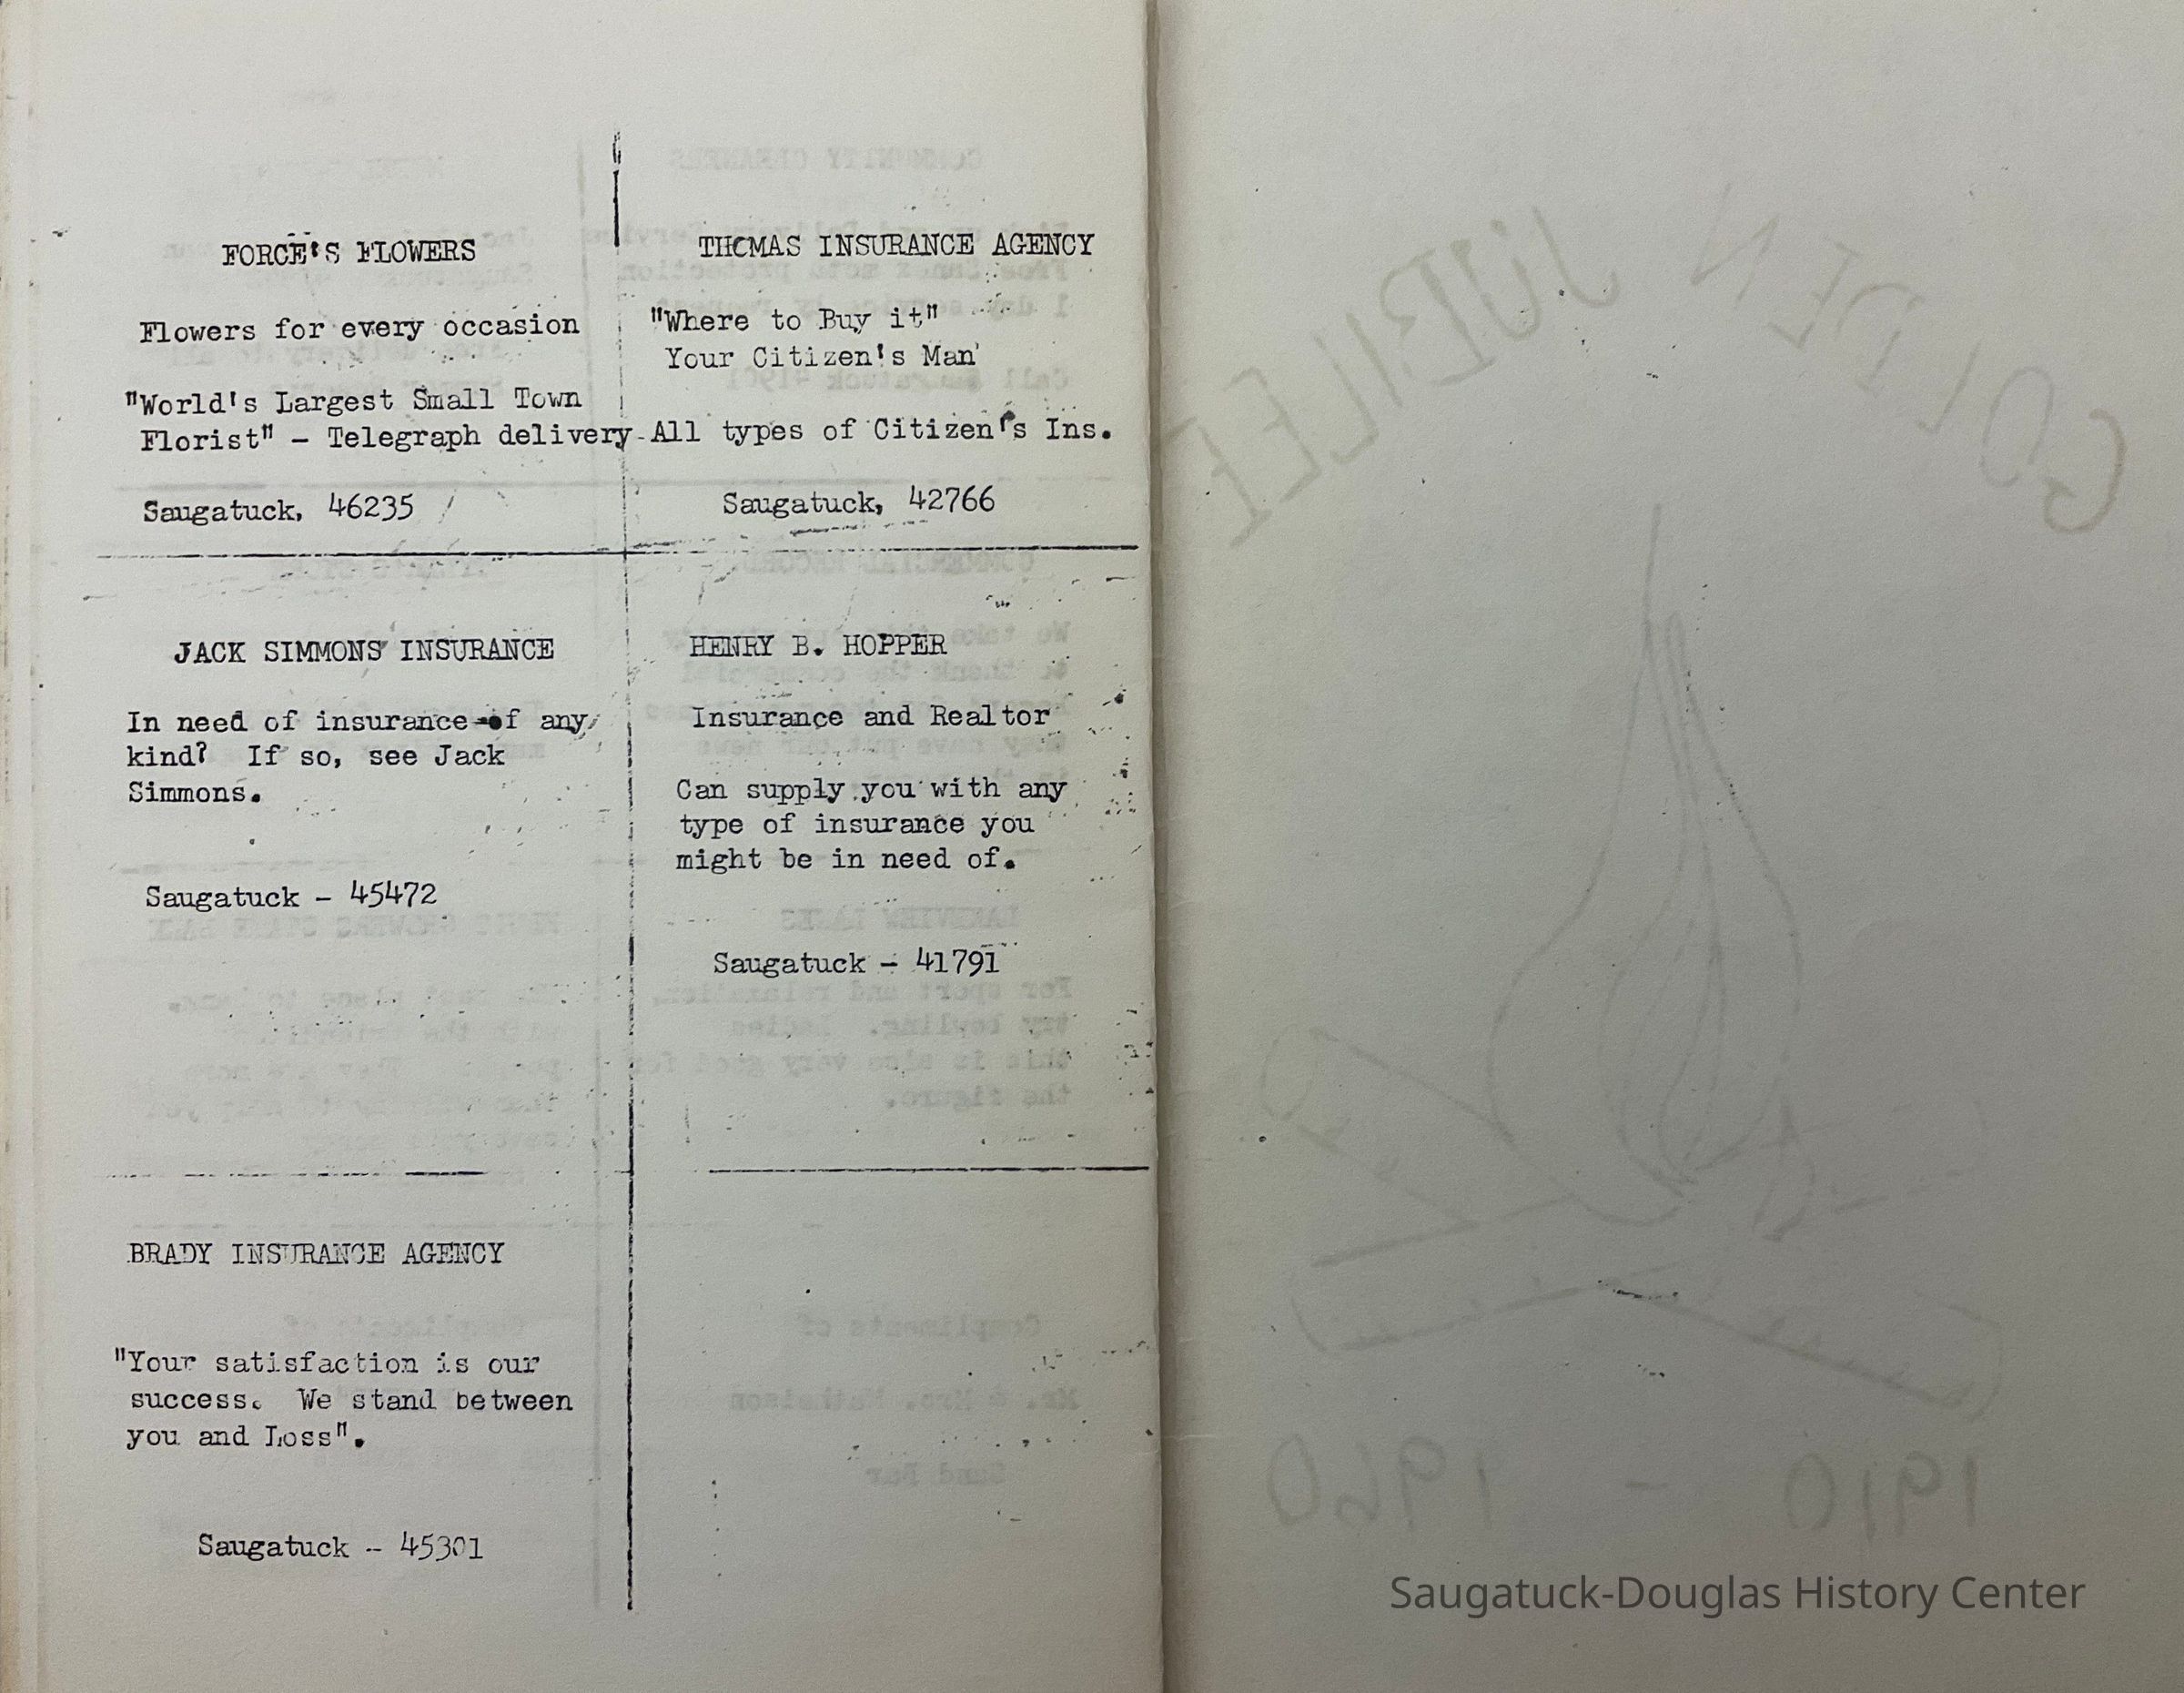 FORCE'S FLOWERS
Flowers for every occasion
"World's Largest Small Town
Florist" - Telegraph delivery
Saugatuck, 46235
THOMAS INSURANCE AGENCY
"Where to Buy it"
Your Citizen's Man
All types of Citizen's Ins.
Saugatuck, 42766
JACK SIMMONS INSURANCE
In need of insurance of any
kind? If so, see Jack
Simmons.
Saugatuck - 45472
HENRY B. HOPPER
Insurance and Realtor
Can supply you with any
type of insurance you
might be in need of.
Saugatuck - 41791
BRADY INSURANCE AGENCY
"Your satisfaction is our
success. We stand between
you and Loss".
Saugatuck - 45301
GOLDEN JUBILEE
1910 - 1960
Saugatuck-Douglas History Center